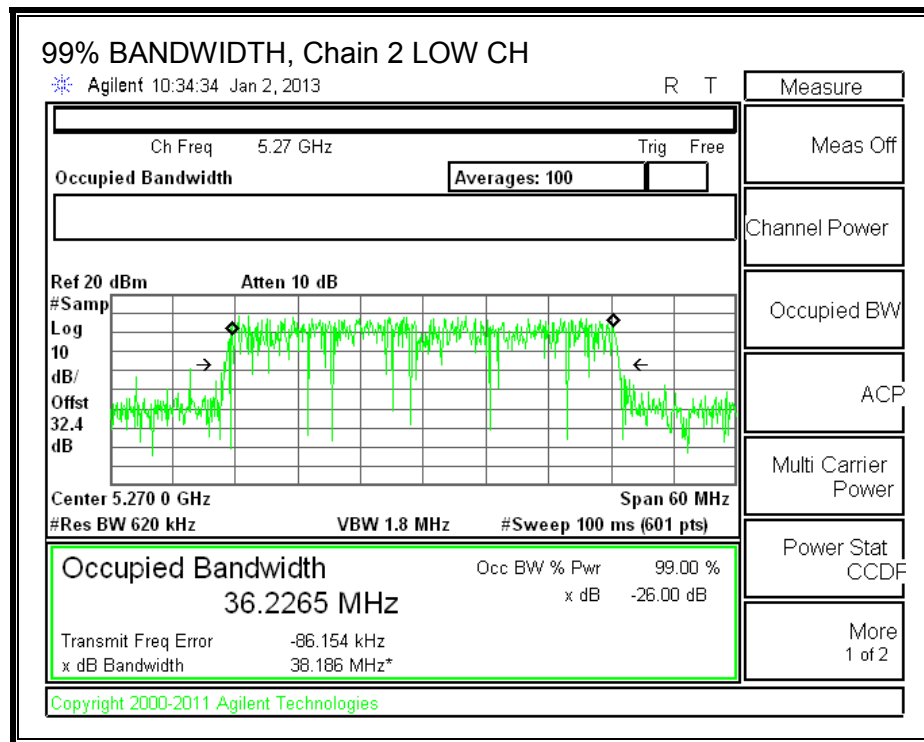 99% BANDWIDTH, Chain 2 LOW CH
Agilent 10:34:34 Jan 2, 2013 R T
Measure
Ch Freq 5.27 GHz Trig Free
Meas Off
Occupied Bandwidth Averages: 100
Channel Power
Ref 20 dBm Atten 10 dB
#Samp
Log
10
dB/
Offst
32.4
dB
Occupied BW
ACP
Center 5.270 0 GHz Span 60 MHz
#Res BW 620 kHz VBW 1.8 MHz #Sweep 100 ms (601 pts)
Multi Carrier
Power
Occupied Bandwidth Occ BW % Pwr 99.00 %
36.2265 MHz x dB -26.00 dB
Power Stat
CCDF
Transmit Freq Error -86.154 kHz
x dB Bandwidth 38.186 MHz*
More
1 of 2
Copyright 2000-2011 Agilent Technologies